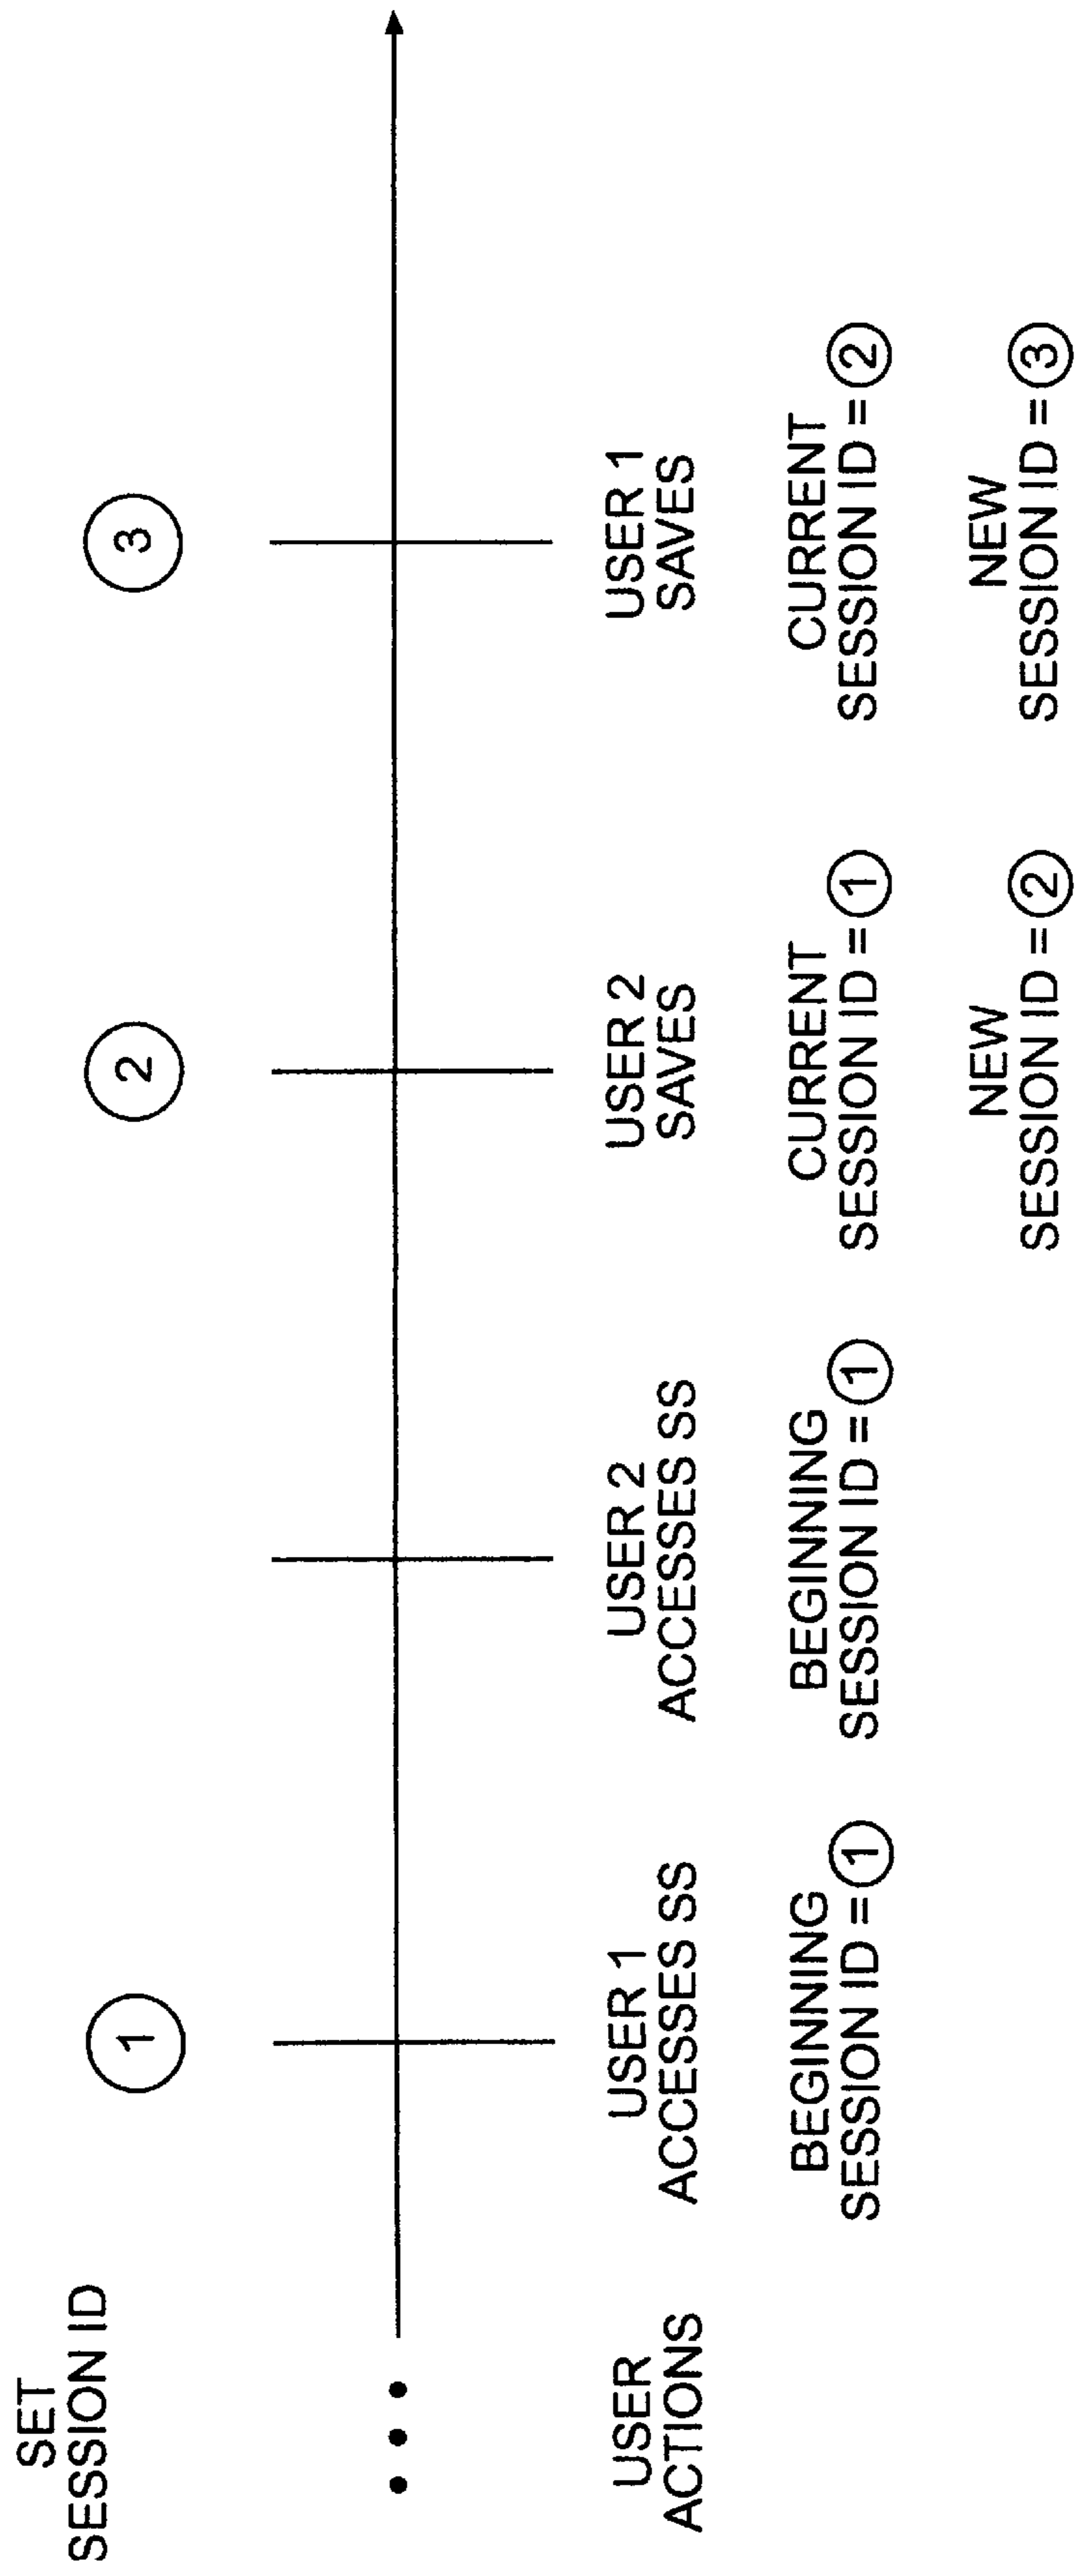 SET
SESSION ID
1
2
3
USER
ACTIONS
USER 1
ACCESSES SS
BEGINNING
SESSION ID = 1
USER 2
ACCESSES SS
BEGINNING
SESSION ID = 1
USER 2
SAVES
CURRENT
SESSION ID = 1
NEW
SESSION ID = 2
USER 1
SAVES
CURRENT
SESSION ID = 2
NEW
SESSION ID = 3